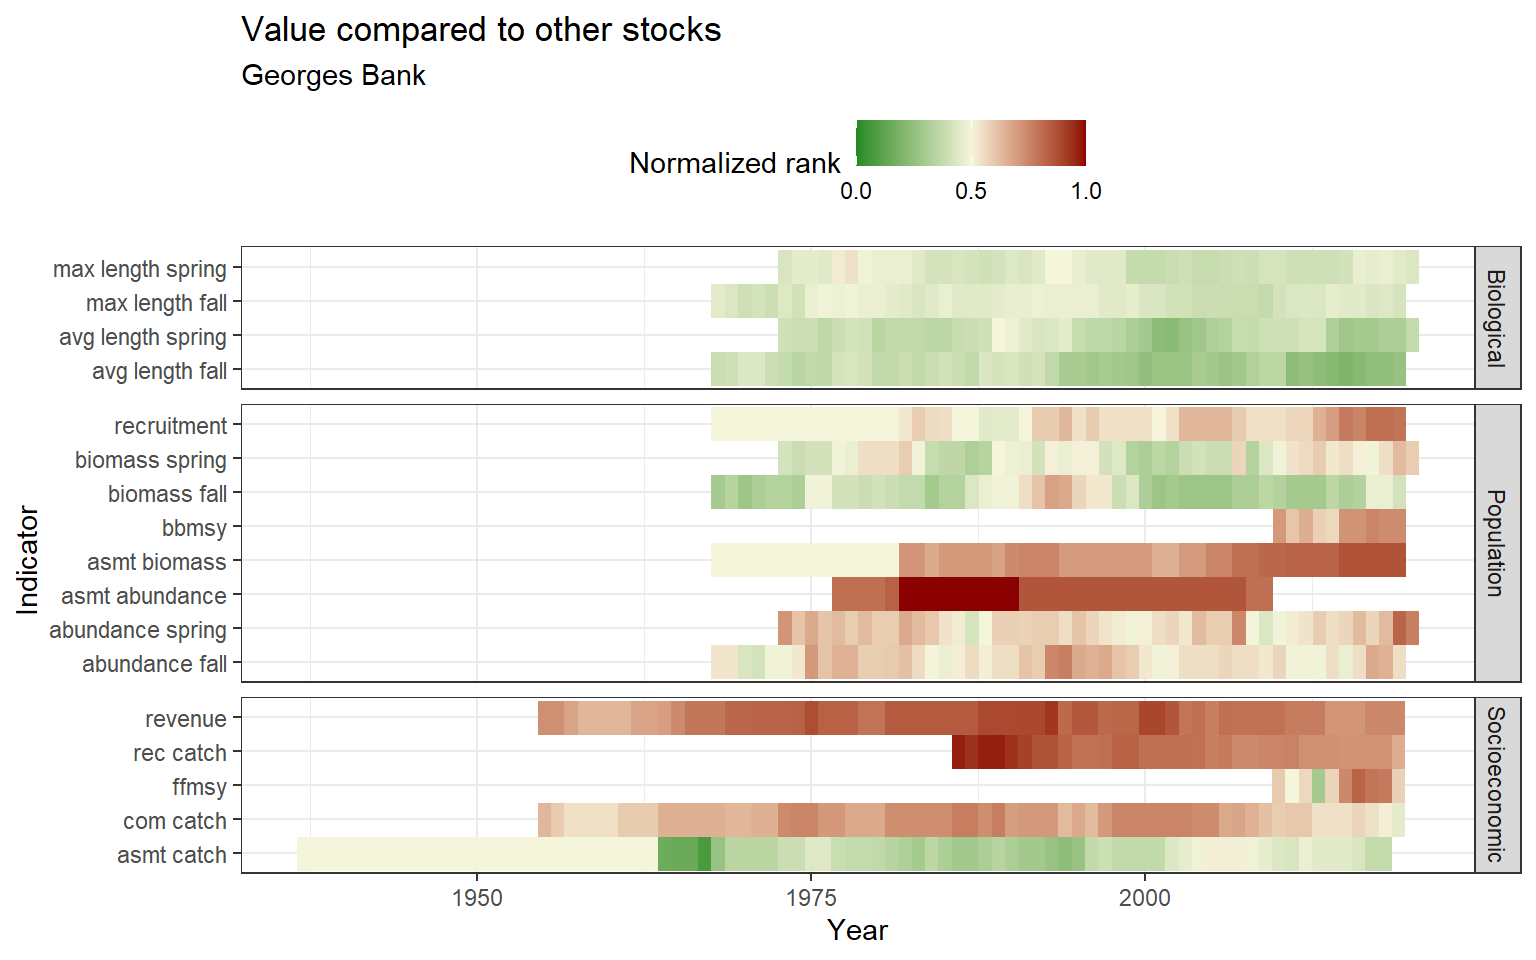 Value compared to other stocks
Georges Bank
Normalized rank
0.0 0.5 1.0
max length spring
max length fall
avg length spring
avg length fall
Biological
recruitment
biomass spring
biomass fall
bbmsy
asmt biomass
asmt abundance
abundance spring
abundance fall
Population
revenue
rec catch
ffmsy
com catch
asmt catch
Socioeconomic
Indicator
1950 1975 2000
Year